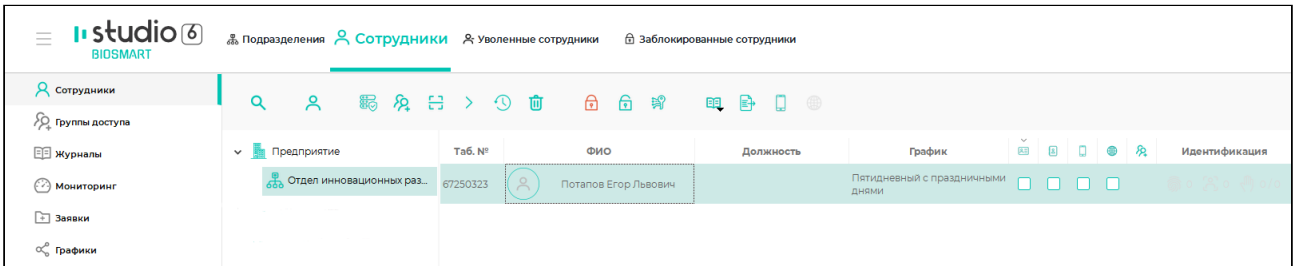 studio 6
BIOSMART
Подразделения Сотрудники Уволенные сотрудники Заблокированные сотрудники
Сотрудники
Группы доступа
Журналы
Мониторинг
Заявки
Графики
Предприятие
Отдел инновационных раз...
Таб. № ФИО Должность График Идентификация
67250323 Потапов Егор Львович Пятидневный с праздничными
днями